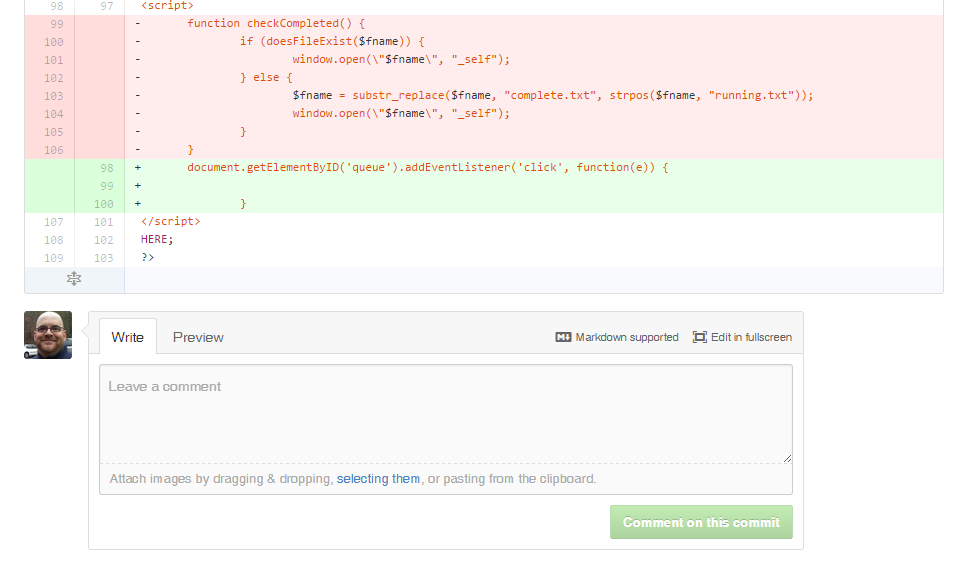 98 97 <script>
99 - function checkCompleted() {
100 - if (doesFileExist($fname)) {
101 - window.open(\"$fname\", "_self");
102 - } else {
103 - $fname = substr_replace($fname, "complete.txt", strpos($fname, "running.txt"));
104 - window.open(\"$fname\", "_self");
105 - }
106 - }
98 + document.getElementByID('queue').addEventListener('click', function(e)) {
99 +
100 + }
107 101 </script>
108 102 HERE;
109 103 ?>
Write Preview Markdown supported Edit in fullscreen
Leave a comment
Attach images by dragging & dropping, selecting them, or pasting from the clipboard.
Comment on this commit